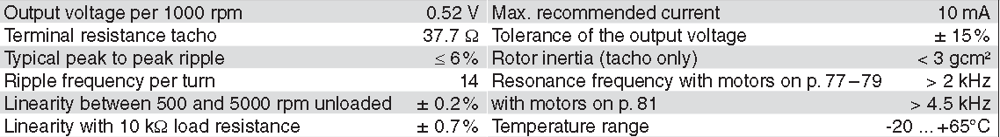 Output voltage per 1000 rpm 0.52 V
Terminal resistance tacho 37.7 Ω
Typical peak to peak ripple ≤ 6%
Ripple frequency per turn 14
Linearity between 500 and 5000 rpm unloaded ± 0.2%
Linearity with 10 kΩ load resistance ± 0.7%
Max. recommended current 10 mA
Tolerance of the output voltage ± 15%
Rotor inertia (tacho only) < 3 gcm²
Resonance frequency with motors on p. 77–79 > 2 kHz
with motors on p. 81 > 4.5 kHz
Temperature range -20 ... +65°C